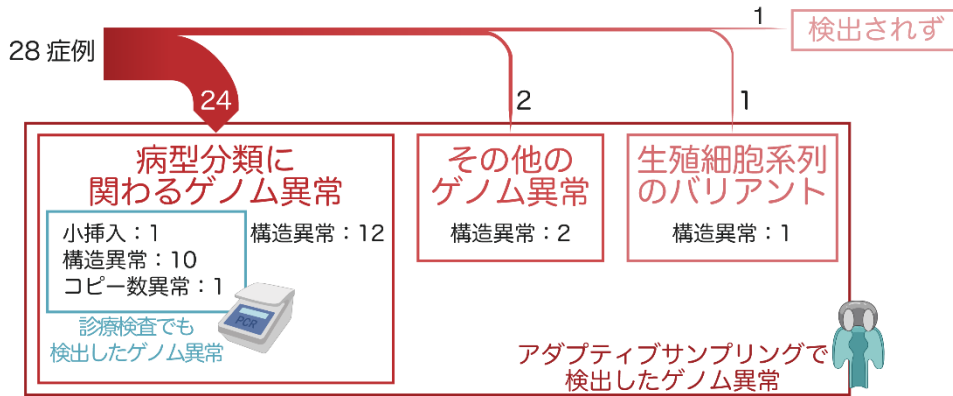 1
検出されず
28 症例
24
2
1
病型分類に
関わるゲノム異常
小挿入：1
構造異常：10
コピー数異常：1
構造異常：12
診療検査でも
検出したゲノム異常
PCR
その他の
ゲノム異常
構造異常：2
生殖細胞系列
のバリアント
構造異常：1
アダプティブサンプリングで
検出したゲノム異常